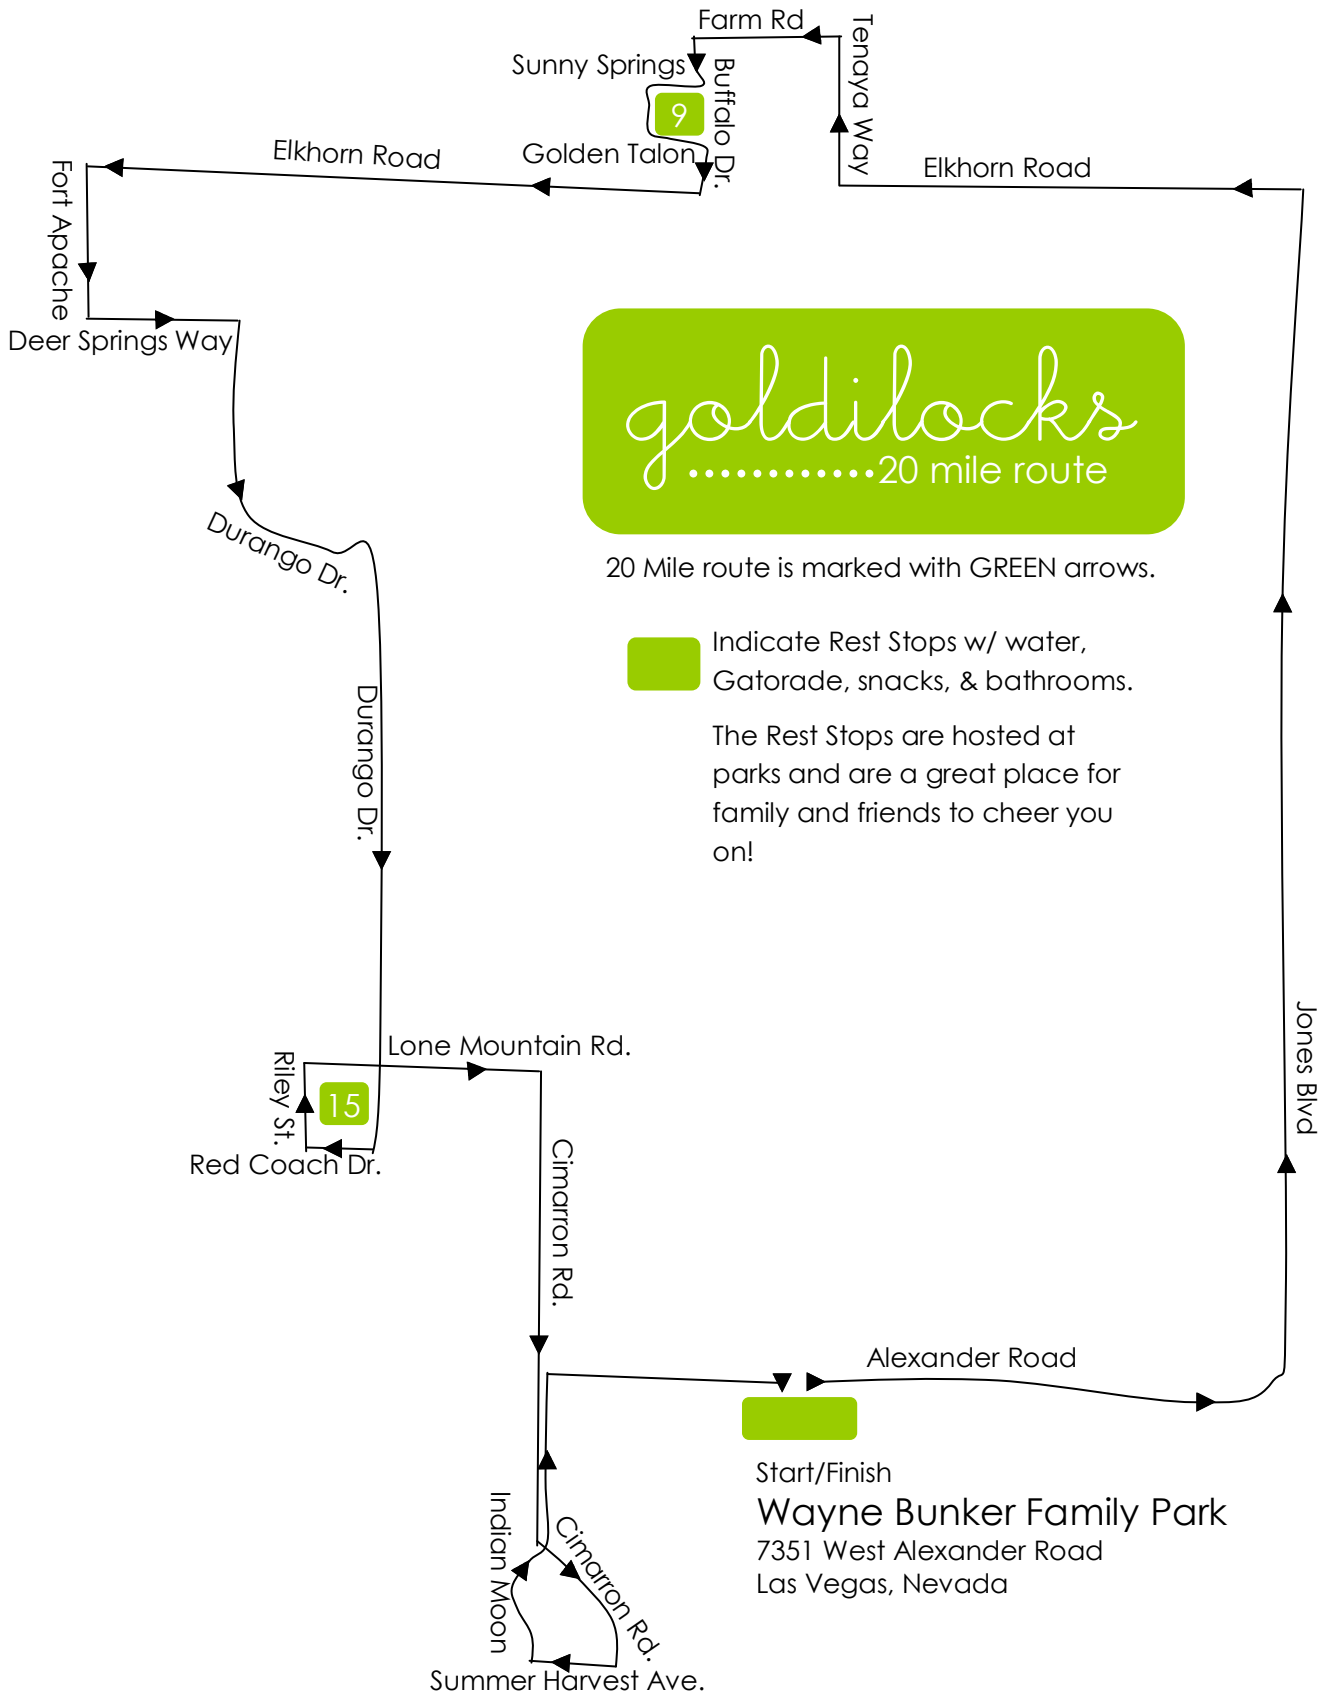 Farm Rd
Tenaya Way
Sunny Springs
Buffalo Dr.
9
Golden Talon
Elkhorn Road
Elkhorn Road
Fort Apache
Deer Springs Way
goldilocks
............20 mile route
Durango Dr.
20 Mile route is marked with GREEN arrows.
Indicate Rest Stops w/ water,
Gatorade, snacks, & bathrooms.
The Rest Stops are hosted at
parks and are a great place for
family and friends to cheer you
on!
Durango Dr.
Jones Blvd
Lone Mountain Rd.
Riley St.
15
Red Coach Dr.
Cimarron Rd.
Alexander Road
Start/Finish
Wayne Bunker Family Park
7351 West Alexander Road
Las Vegas, Nevada
Indian Moon
Cimarron Rd.
Summer Harvest Ave.